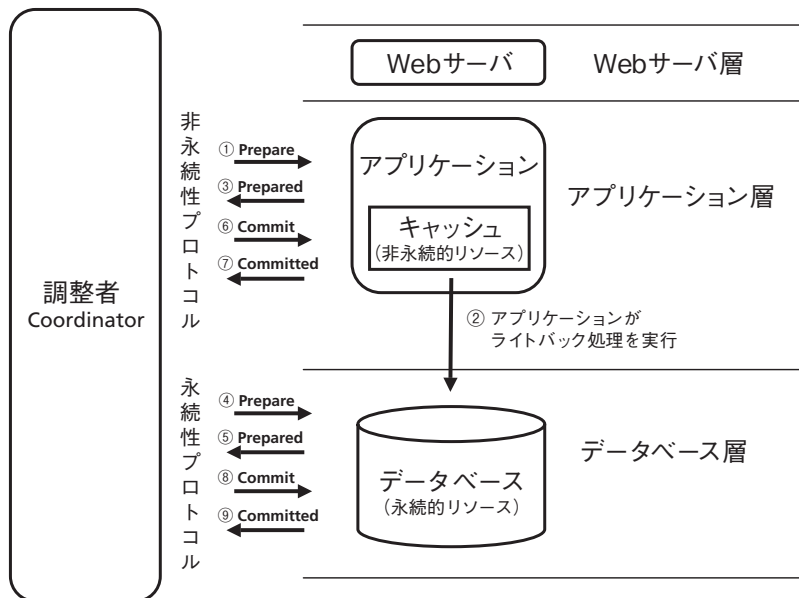 Webサーバ
Webサーバ層
非永続性プロトコル
① Prepare
③ Prepared
⑥ Commit
⑦ Committed
アプリケーション
キャッシュ
(非永続的リソース)
アプリケーション層
調整者
Coordinator
② アプリケーションが
ライトバック処理を実行
永続性プロトコル
④ Prepare
⑤ Prepared
⑧ Commit
⑨ Committed
データベース
(永続的リソース)
データベース層